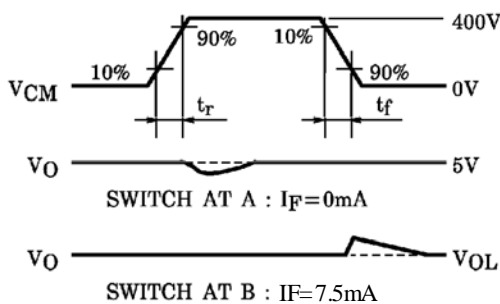 400V
90% 10%
10% 90%
VCM 0V
tr tf
VO 5V
SWITCH AT A : IF=0mA
VO VOL
SWITCH AT B : IF=7.5mA